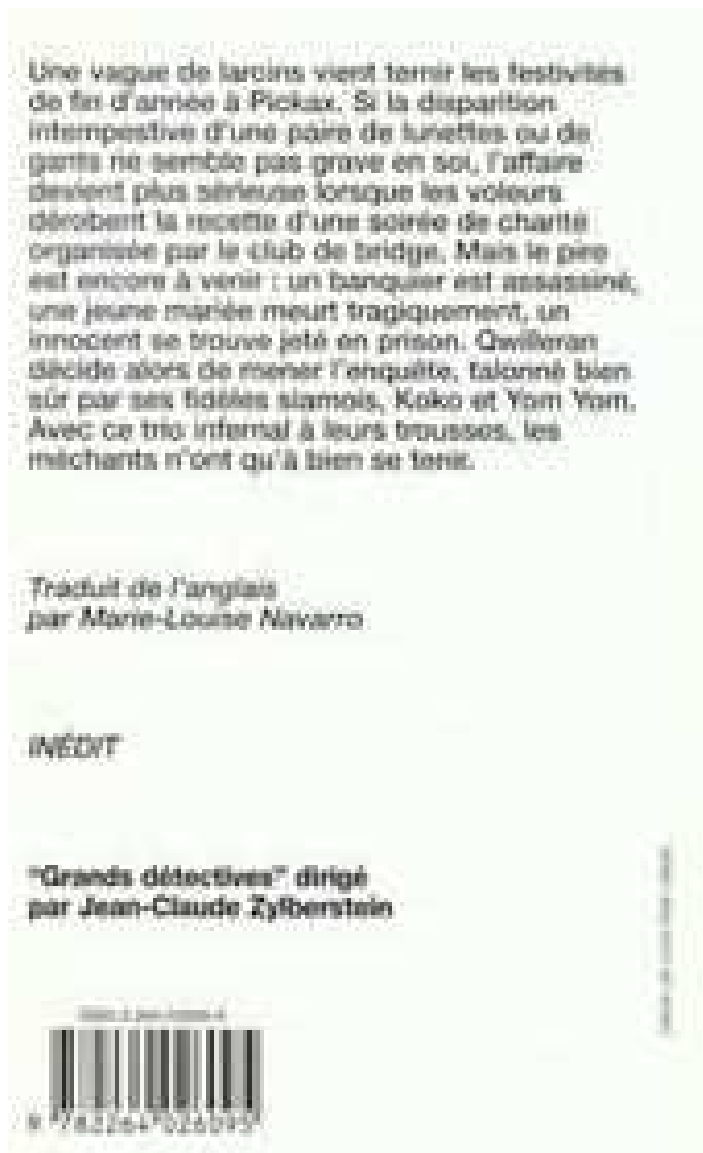 Une vague de larcins vient ternir les festivités
de fin d'année à Pickax. Si la disparition
intempestive d'une paire de lunettes ou de
gants ne semble pas grave en soi, l'affaire
devient plus sérieuse lorsque les voleurs
dérobent la recette d'une soirée de charité
organisée par le club de bridge. Mais le pire
est encore à venir : un banquier est assassiné,
une jeune mariée meurt tragiquement, un
innocent se trouve jeté en prison. Qwilleran
décide alors de mener l'enquête, talonné bien
sûr par ses fidèles siamois, Koko et Yom Yom.
Avec ce trio infernal à leurs trousses, les
méchants n'ont qu'à bien se tenir.
Traduit de l'anglais
par Marie-Louise Navarro
INÉDIT
"Grands détectives" dirigé
par Jean-Claude Zylberstein
9 782264 026095